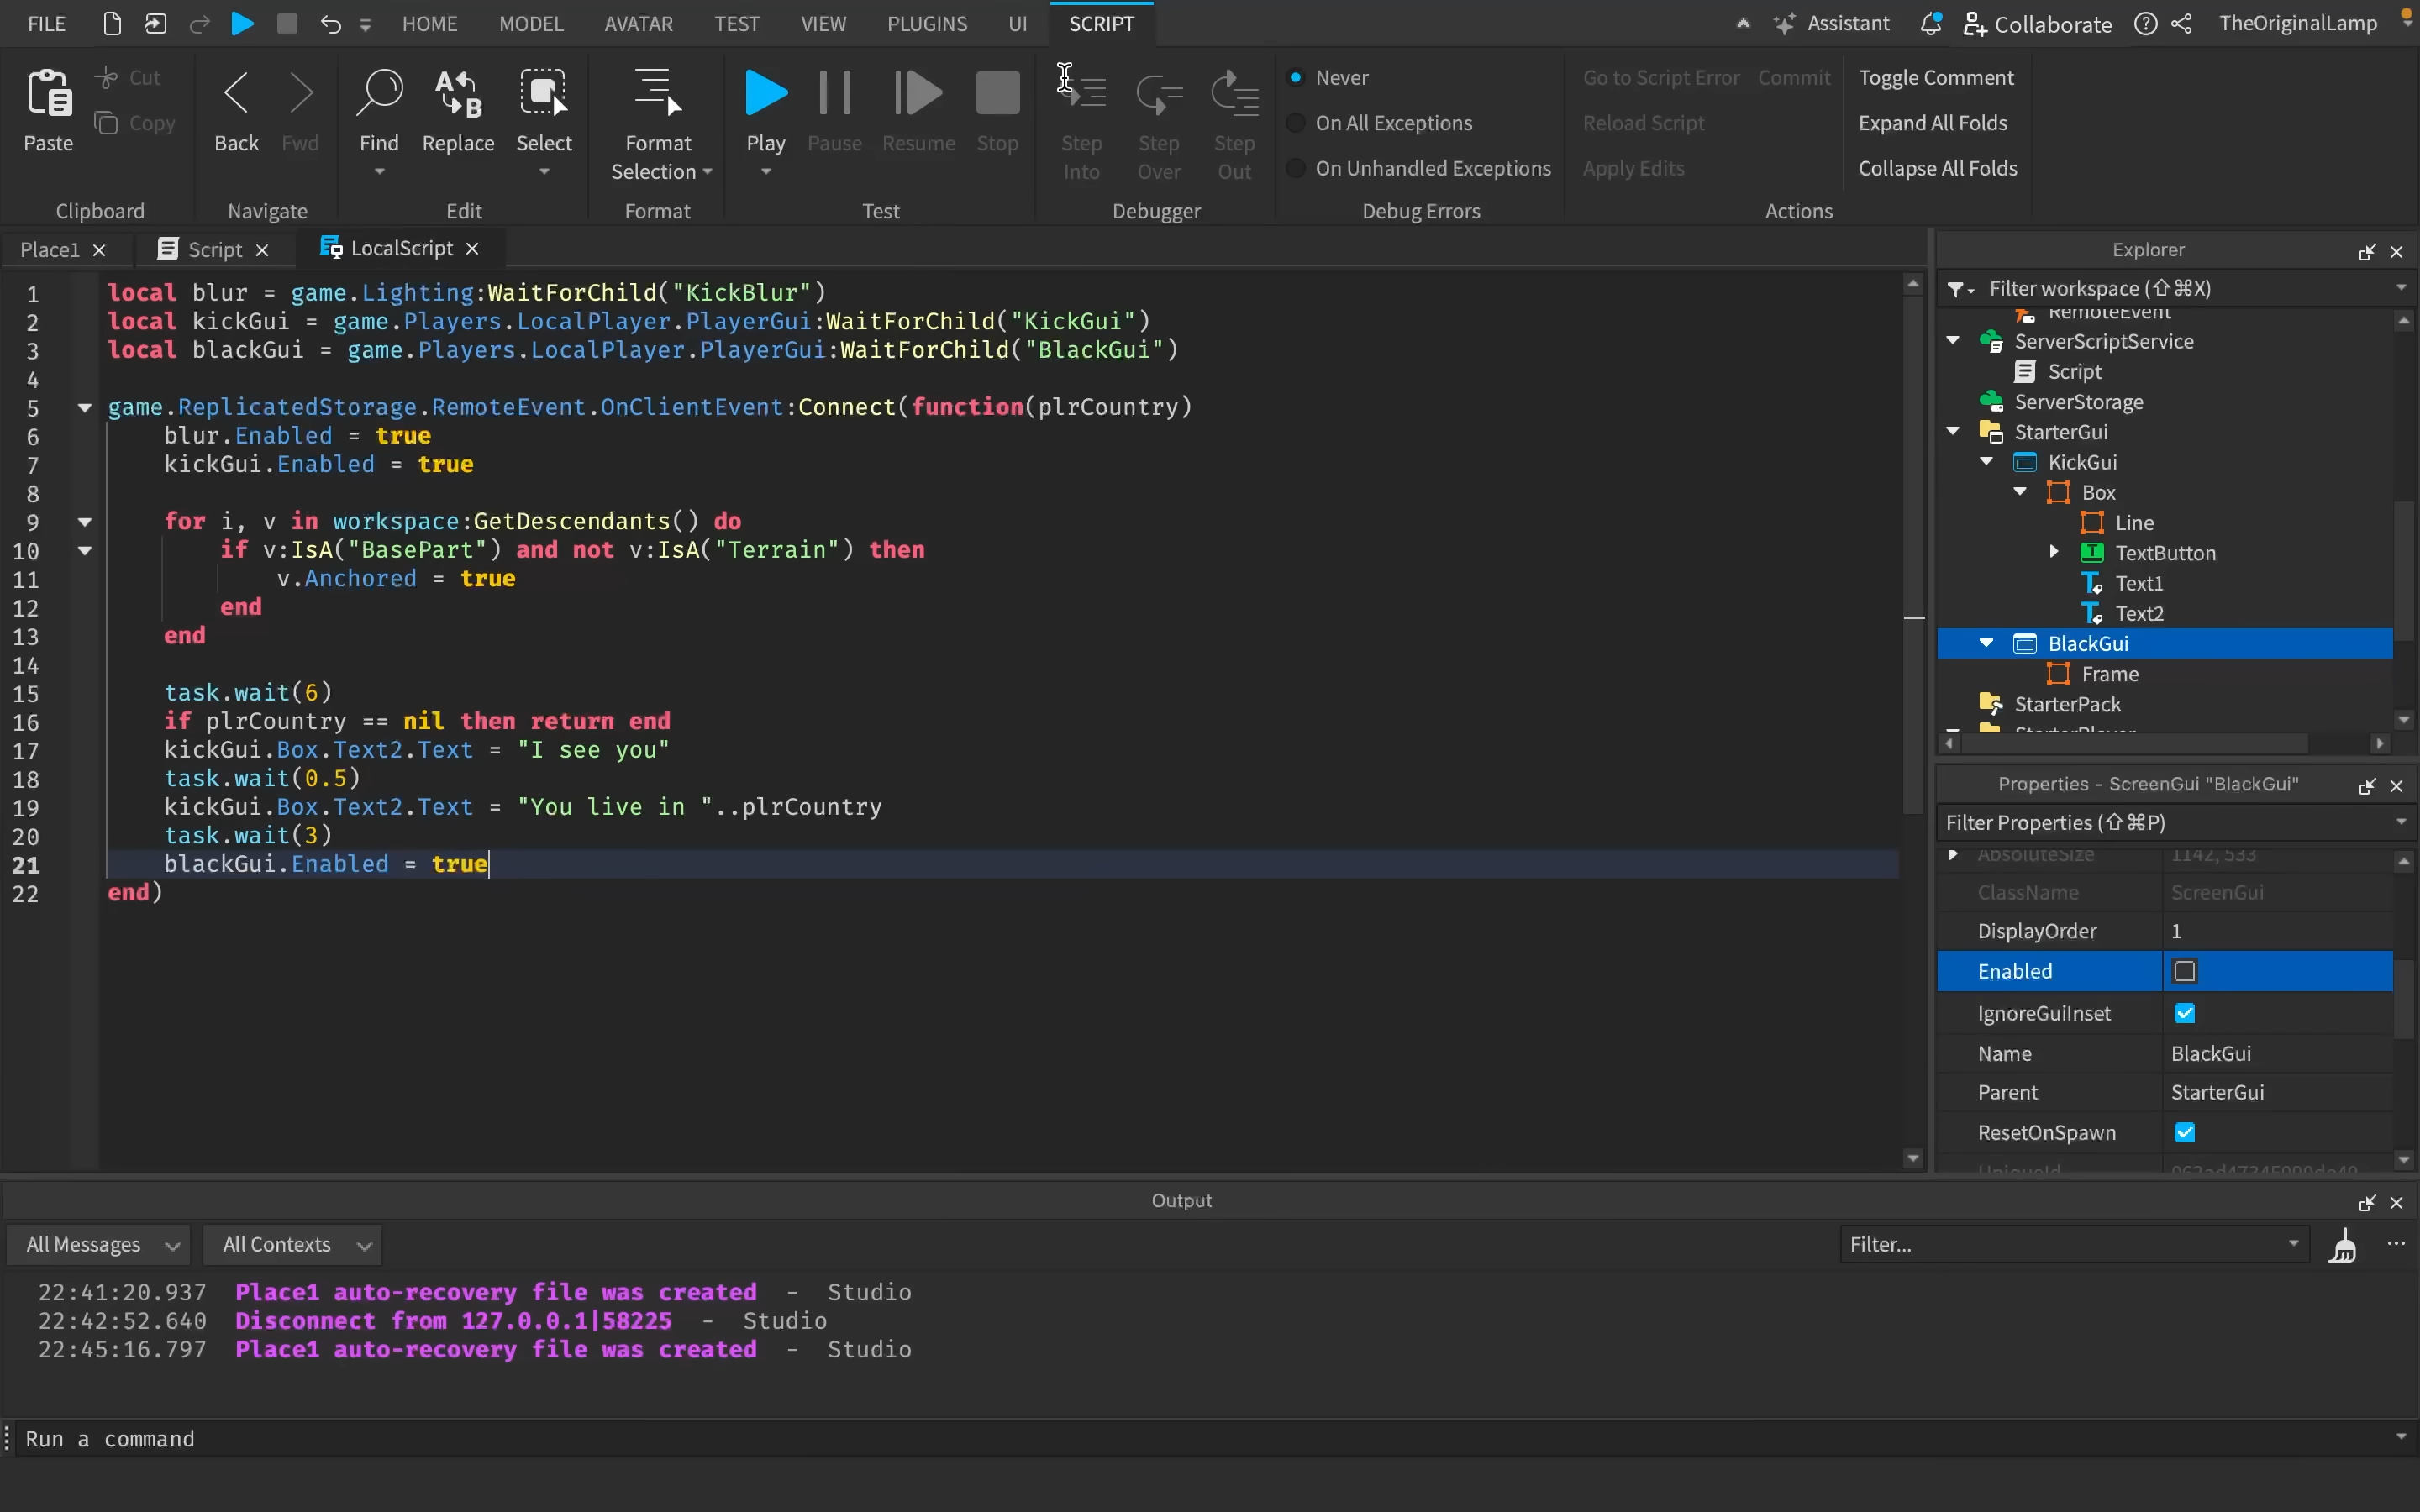 FILE HOME MODEL AVATAR TEST VIEW PLUGINS UI SCRIPT Assistant Collaborate TheOriginalLamp
Paste Cut Copy Back Fwd Find Replace Select Format Selection Play Pause Resume Stop Step Into Step Over Step Out
Never Go to Script Error Commit Toggle Comment
On All Exceptions Reload Script Expand All Folds
On Unhandled Exceptions Apply Edits Collapse All Folds
Clipboard Navigate Edit Format Test Debugger Debug Errors Actions
Place1 Script LocalScript
1 local blur = game.Lighting:WaitForChild("KickBlur")
2 local kickGui = game.Players.LocalPlayer.PlayerGui:WaitForChild("KickGui")
3 local blackGui = game.Players.LocalPlayer.PlayerGui:WaitForChild("BlackGui")
4
5 game.ReplicatedStorage.RemoteEvent.OnClientEvent:Connect(function(plrCountry)
6 blur.Enabled = true
7 kickGui.Enabled = true
8
9 for i, v in workspace:GetDescendants() do
10 if v:IsA("BasePart") and not v:IsA("Terrain") then
11 v.Anchored = true
12 end
13 end
14
15 task.wait(6)
16 if plrCountry == nil then return end
17 kickGui.Box.Text2.Text = "I see you"
18 task.wait(0.5)
19 kickGui.Box.Text2.Text = "You live in "..plrCountry
20 task.wait(3)
21 blackGui.Enabled = true
22 end)
Explorer
Filter workspace (⇧⌘X)
RemoteEvent
ServerScriptService
Script
ServerStorage
StarterGui
KickGui
Box
Line
TextButton
Text1
Text2
BlackGui
Frame
StarterPack
StarterPlayer
Properties - ScreenGui "BlackGui"
Filter Properties (⇧⌘P)
AbsoluteSize 1142, 533
ClassName ScreenGui
DisplayOrder 1
Enabled
IgnoreGuiInset
Name BlackGui
Parent StarterGui
ResetOnSpawn
UniqueId
Output
All Messages All Contexts Filter...
22:41:20.937 Place1 auto-recovery file was created - Studio
22:42:52.640 Disconnect from 127.0.0.1|58225 - Studio
22:45:16.797 Place1 auto-recovery file was created - Studio
Run a command